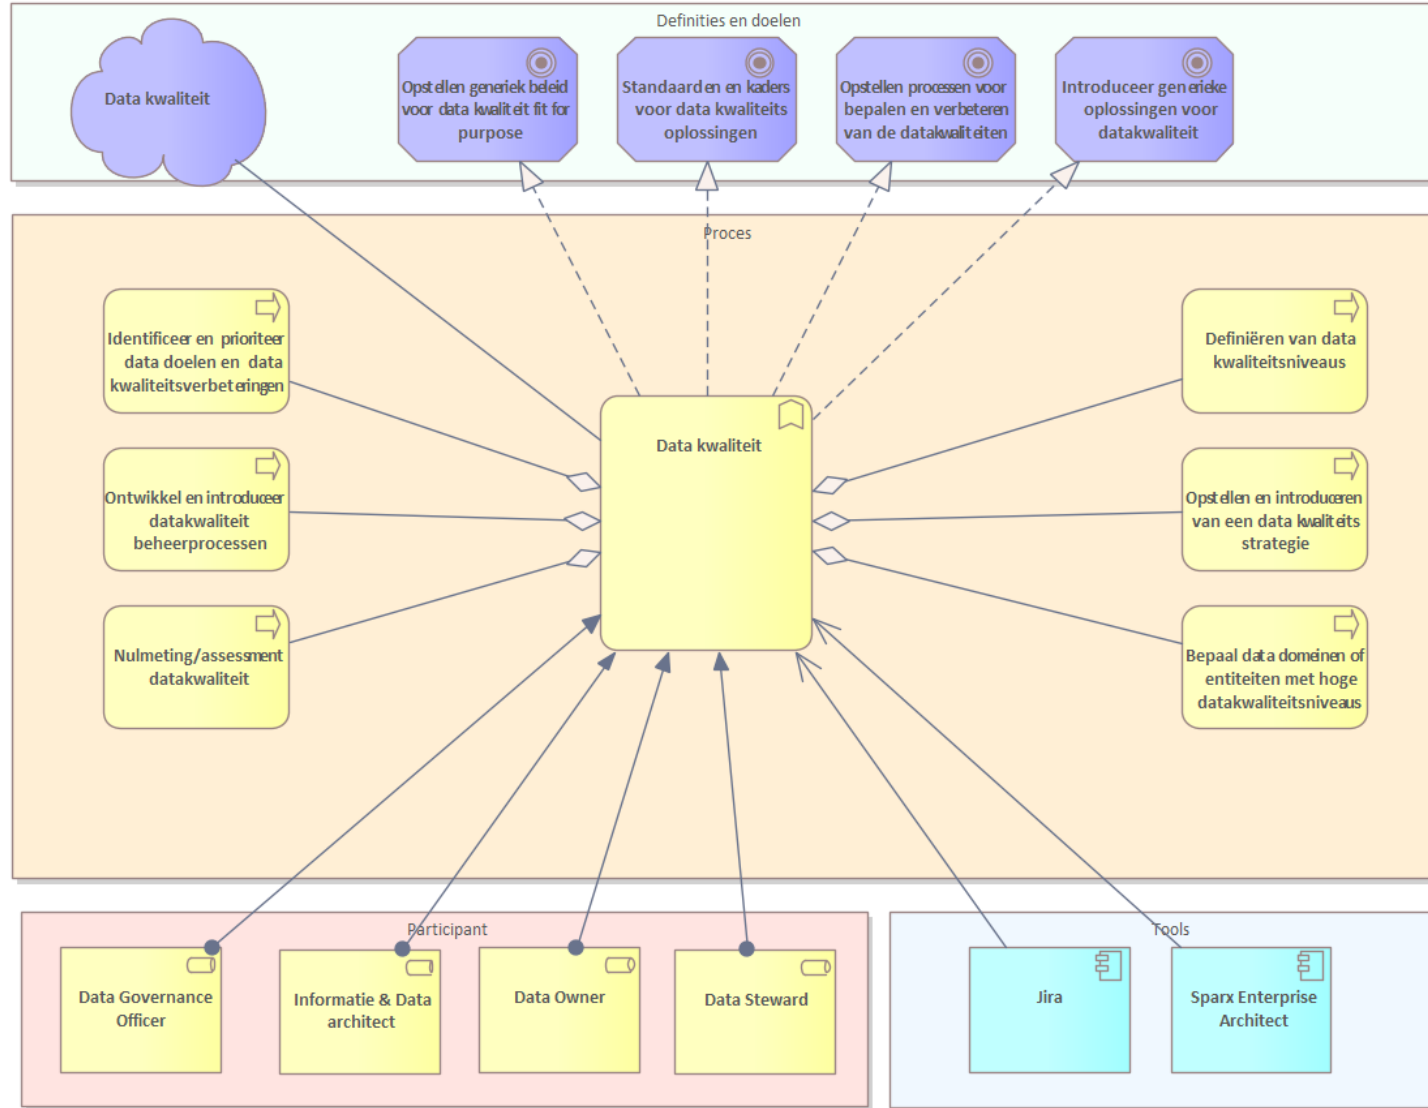 Definities en doelen
Data kwaliteit
Opstellen generiek beleid
voor data kwaliteit fit for
purpose
Standaarden en kaders
voor data kwaliteits
oplossingen
Opstellen processen voor
bepalen en verbeteren
van de datakwaliteiten
Introduceer generieke
oplossingen voor
datakwaliteit
Proces
Identificeer en prioriteer
data doelen en data
kwaliteitsverbeteringen
Ontwikkel en introduceer
datakwaliteit
beheerprocessen
Nulmeting/assessment
datakwaliteit
Data kwaliteit
Definiëren van data
kwaliteitsniveaus
Opstellen en introduceren
van een data kwaliteits
strategie
Bepaal data domeinen of
entiteiten met hoge
datakwaliteitsniveaus
Participant
Data Governance
Officer
Informatie & Data
architect
Data Owner
Data Steward
Tools
Jira
Sparx Enterprise
Architect